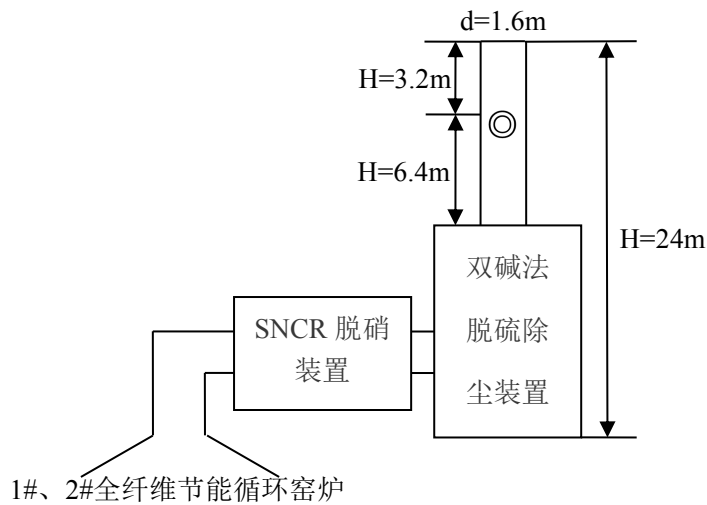 d=1.6m
H=3.2m
H=6.4m
H=24m
双碱法
脱硫除
尘装置
SNCR 脱硝
装置
1#、2#全纤维节能循环窑炉